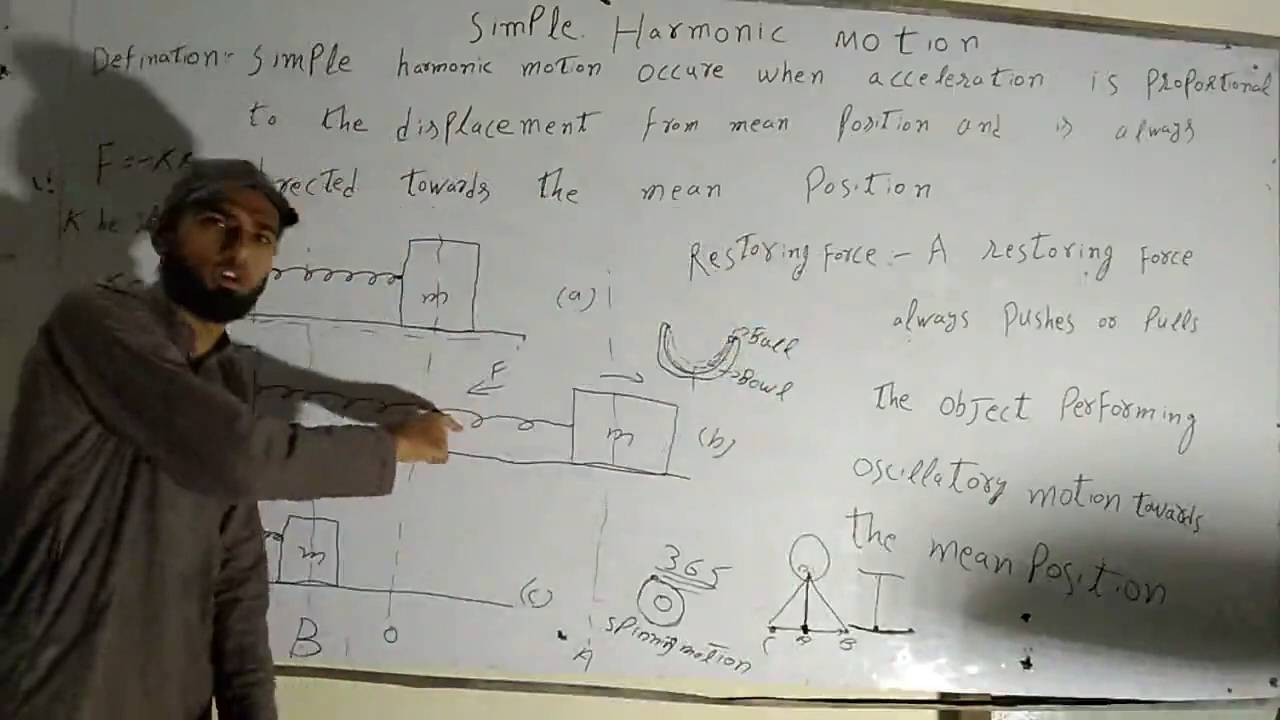 Simple Harmonic motion
Defination:- Simple harmonic motion occure when acceleration is proportional
to the displacement from mean position and is always
rected towards the mean Position
F=-K
K be
Restoring Force :- A restoring force
always pushes or Pulls
the object Performing
oscillatory motion towards
the mean Position
m
(a)
Ball
Bowl
F
m
(b)
m
(c)
B
O
A
365
spinning motion
C A B